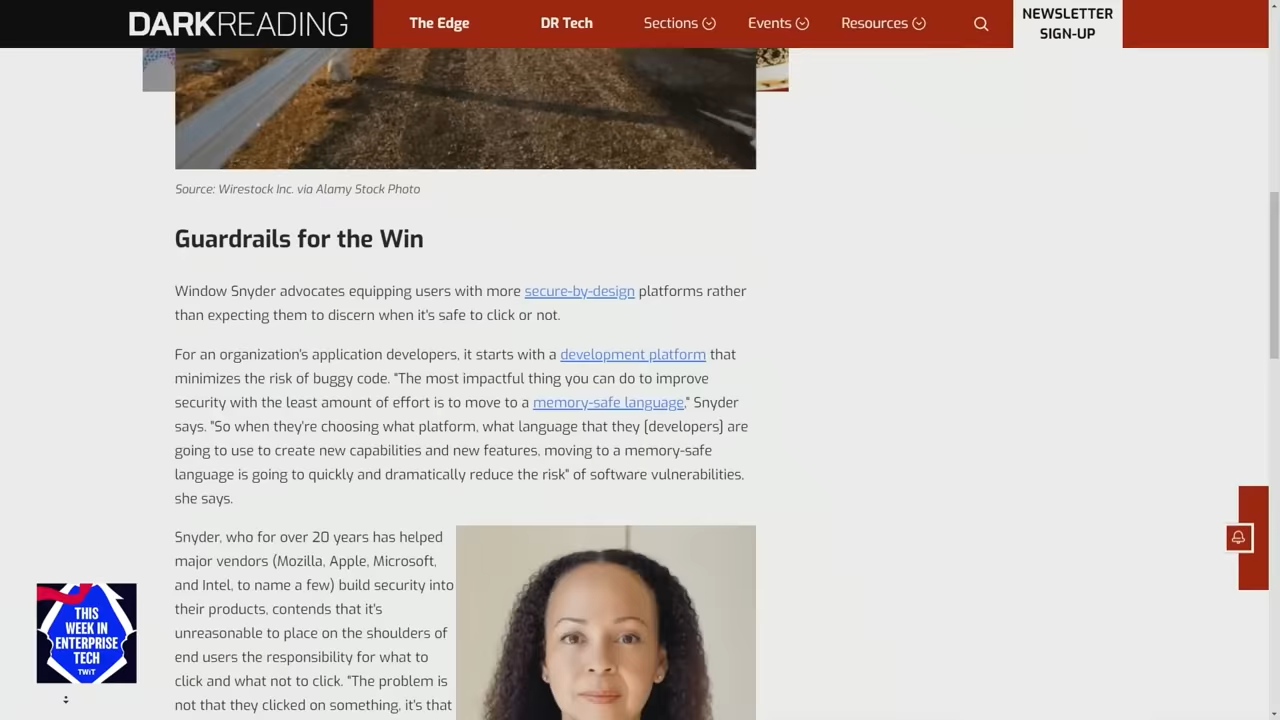 DARKREADING
The Edge
DR Tech
Sections
Events
Resources
NEWSLETTER
SIGN-UP
Source: Wirestock Inc. via Alamy Stock Photo
Guardrails for the Win
Window Snyder advocates equipping users with more secure-by-design platforms rather
than expecting them to discern when it's safe to click or not.
For an organization's application developers, it starts with a development platform that
minimizes the risk of buggy code. "The most impactful thing you can do to improve
security with the least amount of effort is to move to a memory-safe language," Snyder
says. "So when they're choosing what platform, what language that they [developers] are
going to use to create new capabilities and new features, moving to a memory-safe
language is going to quickly and dramatically reduce the risk" of software vulnerabilities,
she says.
Snyder, who for over 20 years has helped
major vendors (Mozilla, Apple, Microsoft,
and Intel, to name a few) build security into
their products, contends that it's
unreasonable to place on the shoulders of
end users the responsibility for what to
click and what not to click. "The problem is
not that they clicked on something, it's that
THIS
WEEK IN
ENTERPRISE
TECH
TWiT